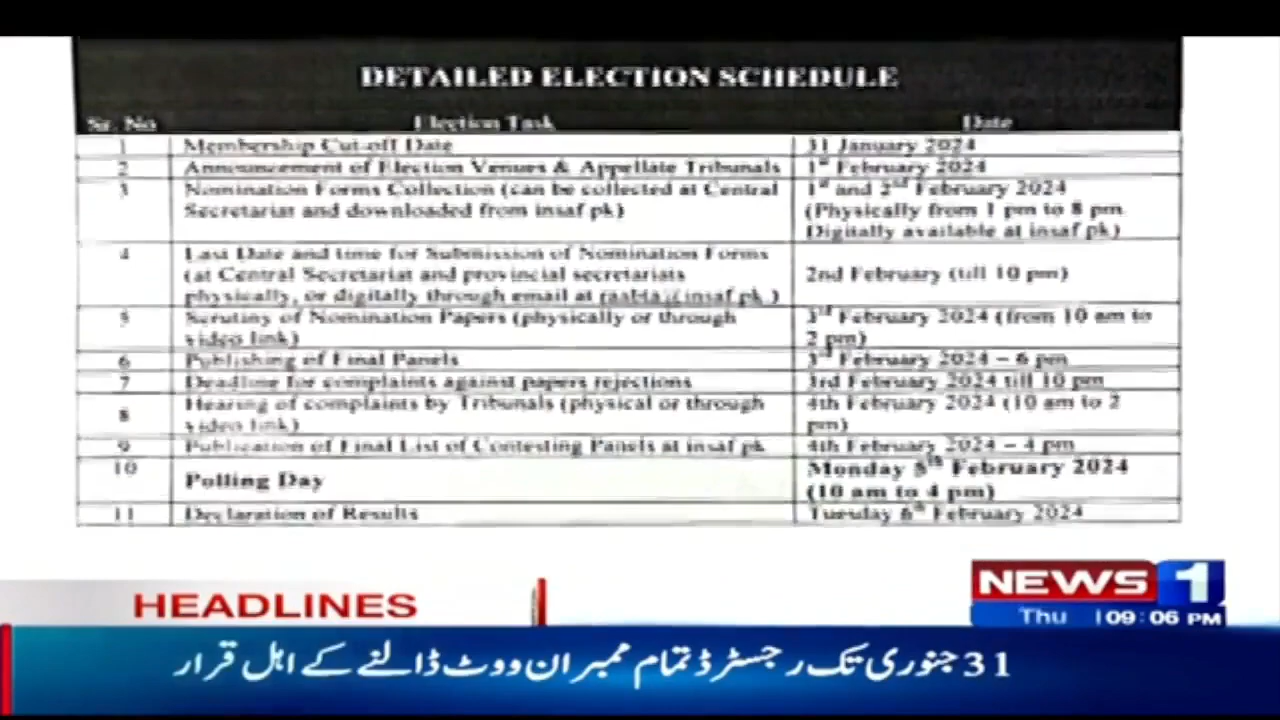 DETAILED ELECTION SCHEDULE
Sr. No Election Task Date
1 Membership Cut-off Date 31 January 2024
2 Announcement of Election Venues & Appellate Tribunals 1st February 2024
3 Nomination Forms Collection (can be collected at Central 1st and 2nd February 2024
Secretariat and downloaded from insaf.pk) (Physically from 1 pm to 8 pm
Digitally available at insaf.pk)
4 Last Date and time for Submission of Nomination Forms
(at Central Secretariat and provincial secretariats 2nd February (till 10 pm)
physically, or digitally through email at raabta@insaf.pk )
5 Scrutiny of Nomination Papers (physically or through 3rd February 2024 (from 10 am to
video link) 2 pm)
6 Publishing of Final Panels 3rd February 2024 – 6 pm
7 Deadline for complaints against papers rejections 3rd February 2024 till 10 pm
8 Hearing of complaints by Tribunals (physical or through 4th February 2024 (10 am to 2
video link) pm)
9 Publication of Final List of Contesting Panels at insaf.pk 4th February 2024 – 4 pm
10 Polling Day Monday 5th February 2024
(10 am to 4 pm)
11 Declaration of Results Tuesday 6th February 2024
NEWS 1
HEADLINES
Thu 09:06 PM
31 جنوری تک رجسٹرڈ تمام ممبران ووٹ ڈالنے کے اہل قرار